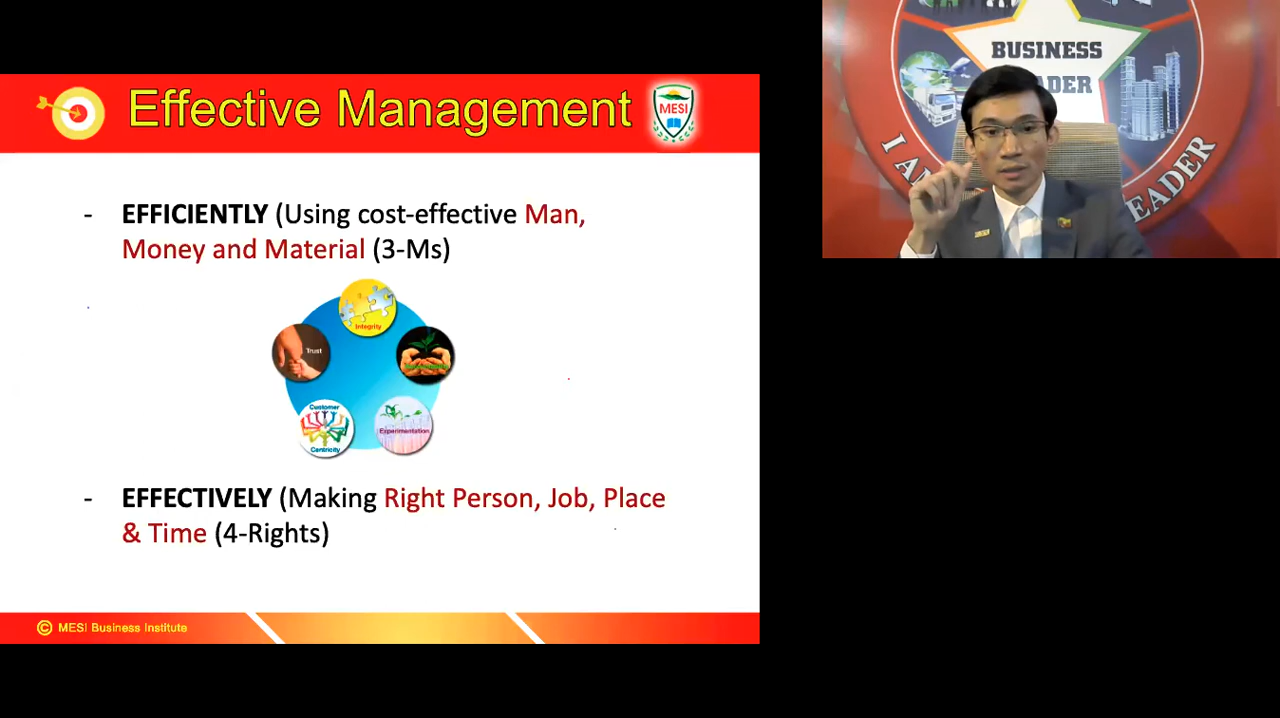 Effective Management
MESI
- EFFICIENTLY (Using cost-effective Man,
Money and Material (3-Ms)
Integrity
Trust
Customer
Centricity
Experimentation
- EFFECTIVELY (Making Right Person, Job, Place
& Time (4-Rights)
© MESI Business Institute
BUSINESS
I AM
EADER